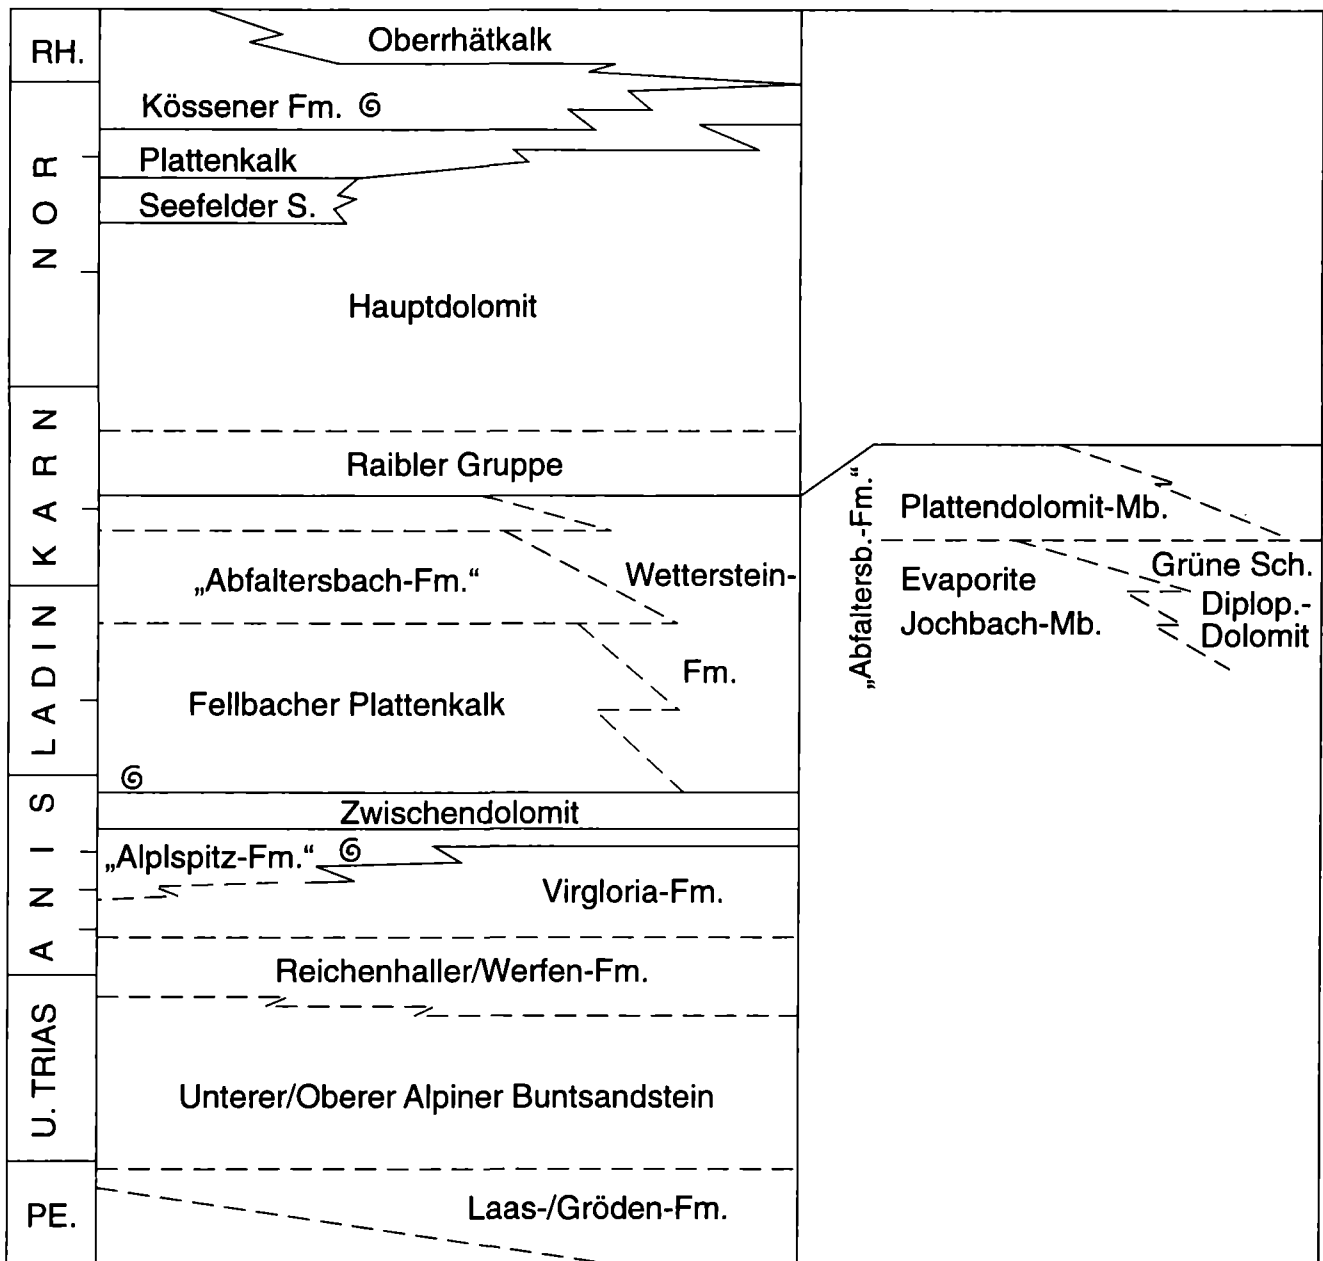 RH.
Oberrhätkalk
Kössener Fm.
NOR
Plattenkalk
Seefelder S.
Hauptdolomit
KARN
Raibler Gruppe
„Abfaltersbach-Fm.“
Wetterstein-
Fm.
LADIN
Fellbacher Plattenkalk
ANIS
Zwischendolomit
„Alplspitz-Fm.“
Virgloria-Fm.
Reichenhaller/Werfen-Fm.
U. TRIAS
Unterer/Oberer Alpiner Buntsandstein
PE.
Laas-/Gröden-Fm.
„Abfaltersb.-Fm.“
Plattendolomit-Mb.
Grüne Sch.
Evaporite
Jochbach-Mb.
Diplop.-
Dolomit